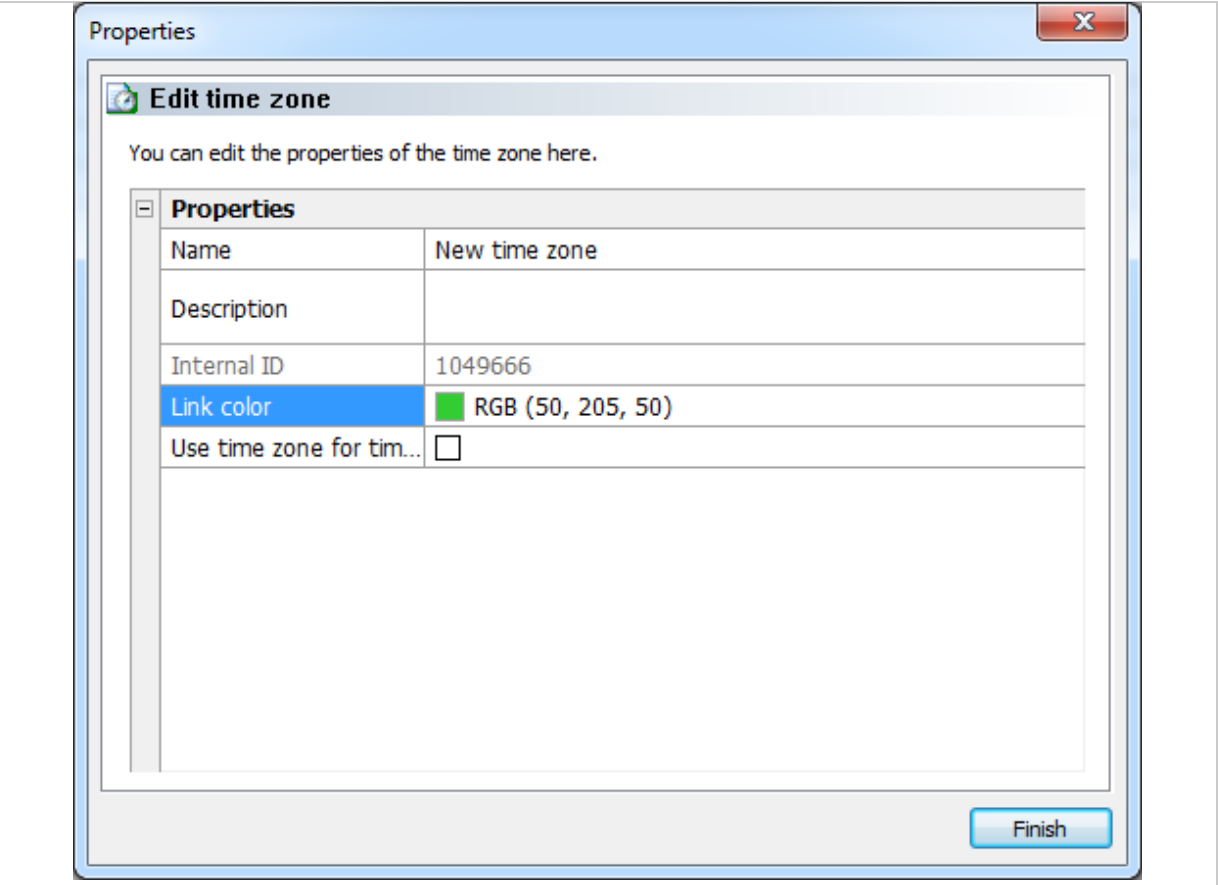 Properties
Edit time zone
You can edit the properties of the time zone here.
Properties
Name New time zone
Description
Internal ID 1049666
Link color RGB (50, 205, 50)
Use time zone for tim...
Finish